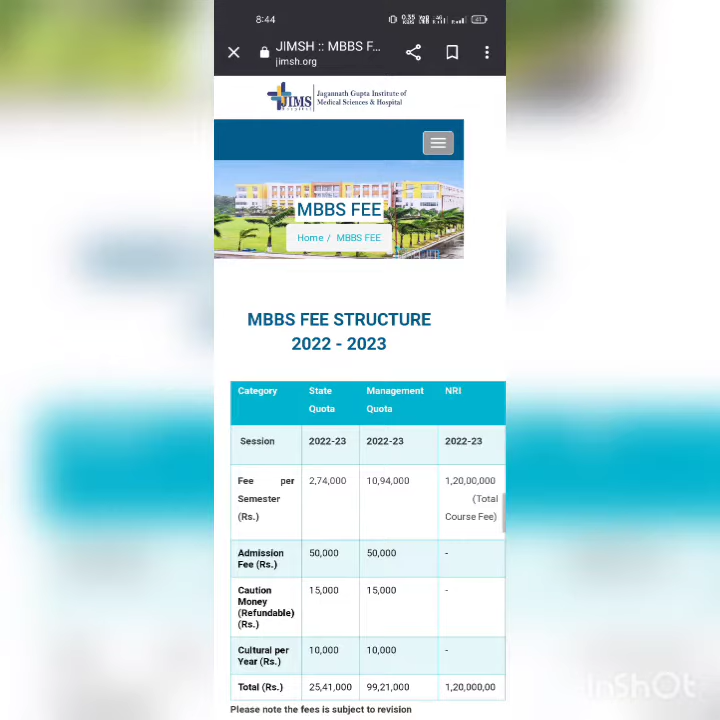 8:44
JIMSH :: MBBS F...
jimsh.org
JIMS
HOSPITAL
Jagannath Gupta Institute of
Medical Sciences & Hospital
MBBS FEE
Home / MBBS FEE
MBBS FEE STRUCTURE
2022 - 2023
Category State Quota Management Quota NRI
Session 2022-23 2022-23 2022-23
Fee per Semester (Rs.) 2,74,000 10,94,000 1,20,00,000 (Total Course Fee)
Admission Fee (Rs.) 50,000 50,000 -
Caution Money (Refundable) (Rs.) 15,000 15,000 -
Cultural per Year (Rs.) 10,000 10,000 -
Total (Rs.) 25,41,000 99,21,000 1,20,000,00
Please note the fees is subject to revision
InShOt